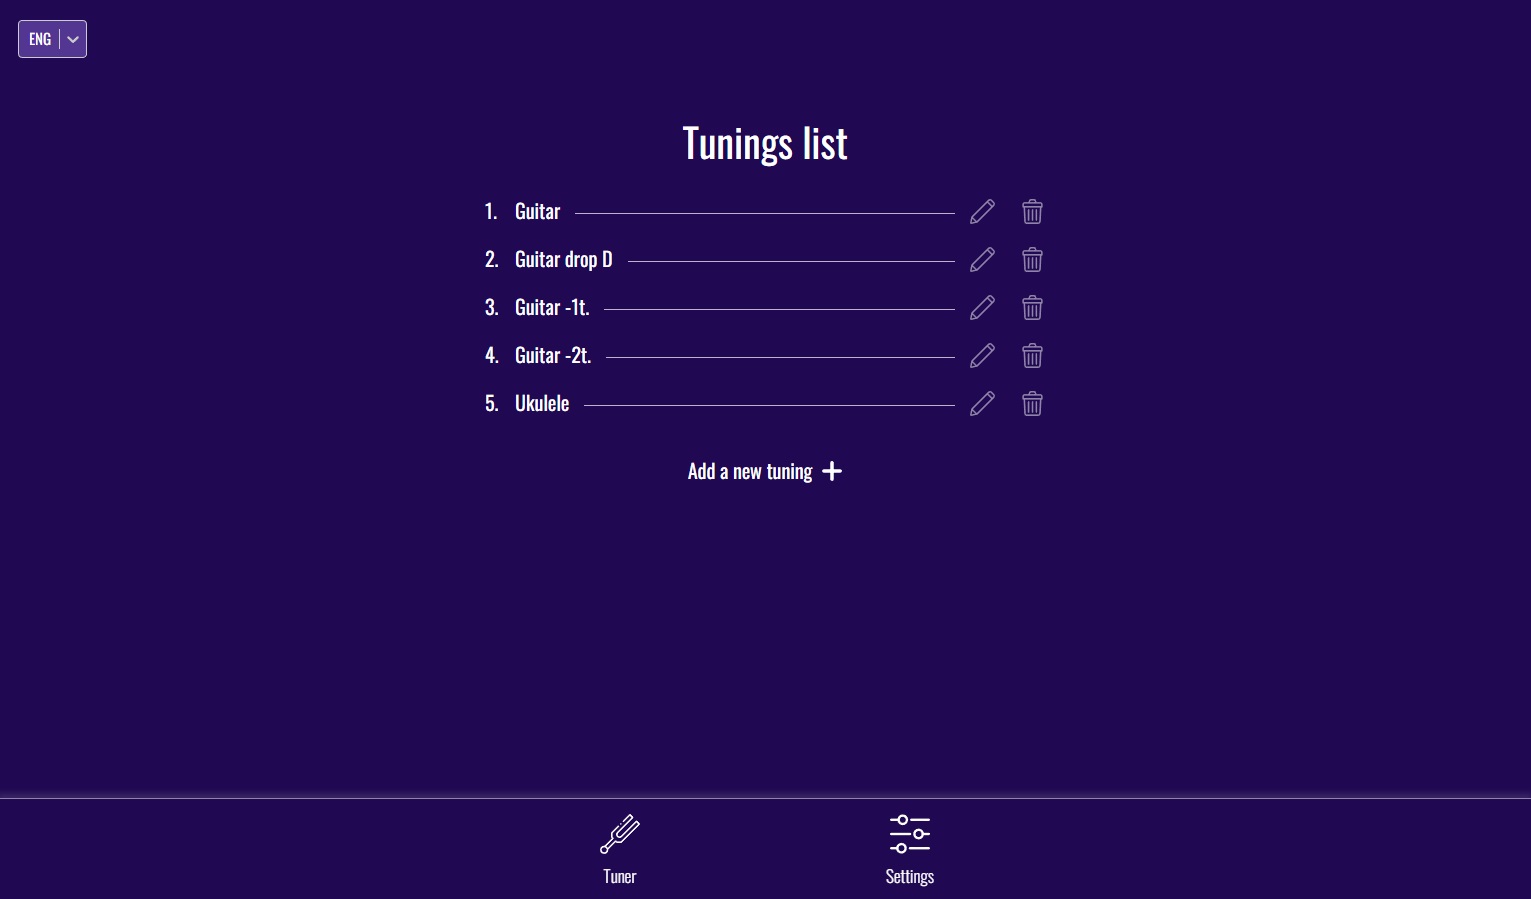 ENG
Tunings list
1. Guitar
2. Guitar drop D
3. Guitar -1t.
4. Guitar -2t.
5. Ukulele
Add a new tuning
Tuner
Settings